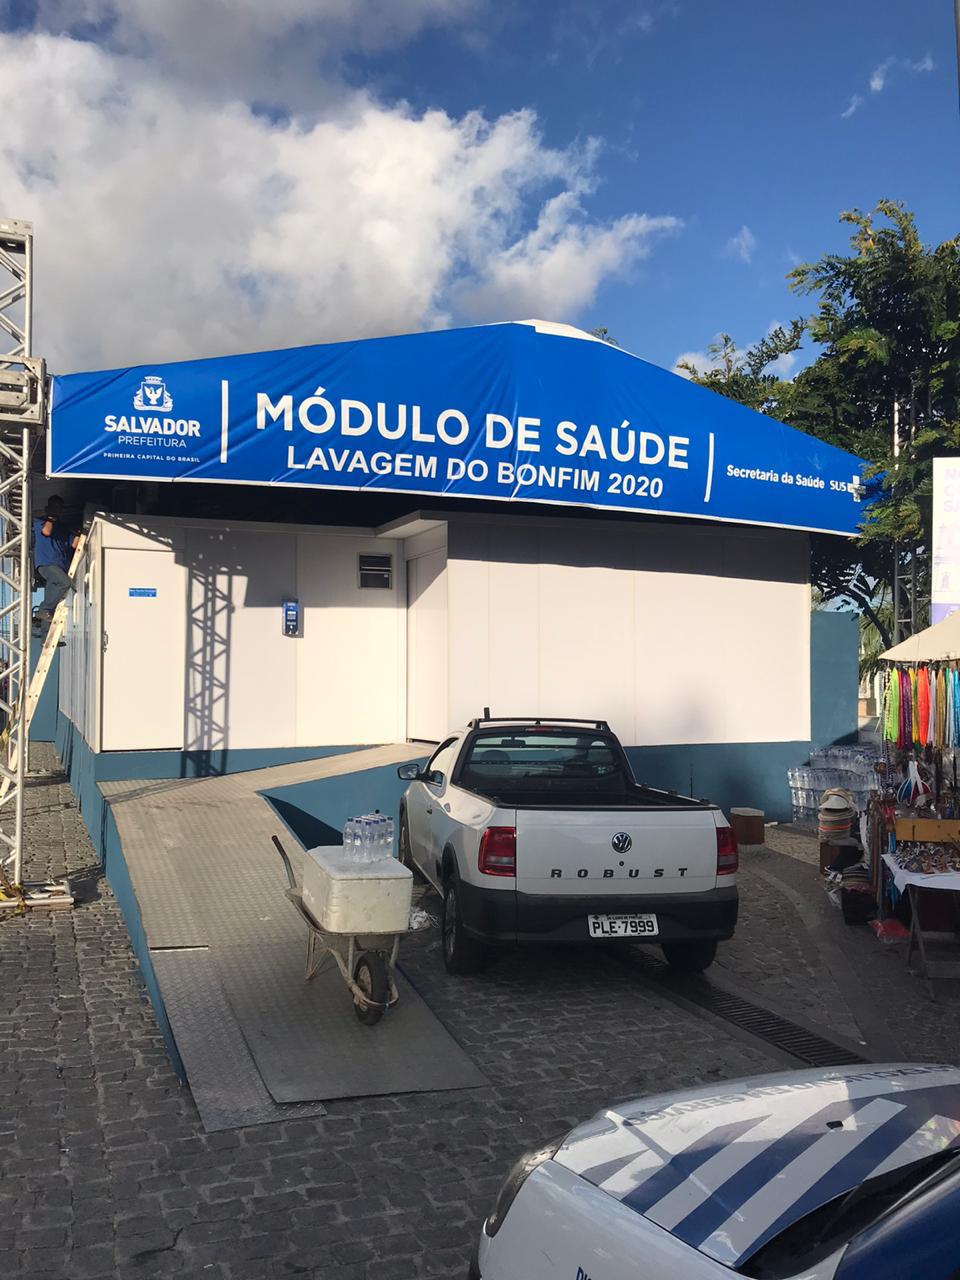 SALVADOR
PREFEITURA
PRIMEIRA CAPITAL DO BRASIL
MÓDULO DE SAÚDE
LAVAGEM DO BONFIM 2020
Secretaria da Saúde SUS
ROBUST
PLE·7999